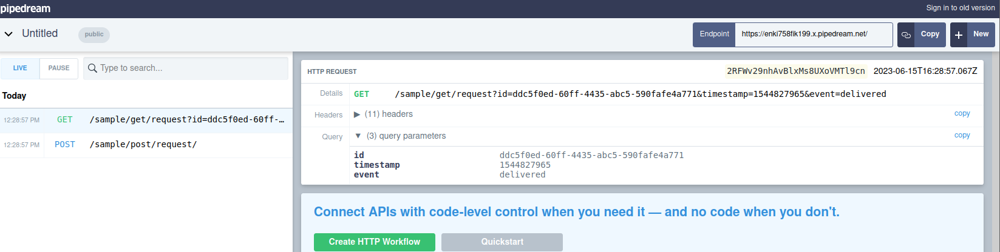 pipedream
Sign in to old version
Untitled
public
Endpoint
https://enki758fik199.x.pipedream.net/
Copy
New
LIVE
PAUSE
Type to search...
Today
12:28:57 PM GET /sample/get/request?id=ddc5f0ed-60ff-…
12:28:57 PM POST /sample/post/request/
HTTP REQUEST
2RFWv29nhAvBlxMs8UXoVMTl9cn
2023-06-15T16:28:57.067Z
Details GET /sample/get/request?id=ddc5f0ed-60ff-4435-abc5-590fafe4a771&timestamp=1544827965&event=delivered
Headers ▶ (11) headers copy
Query ▼ (3) query parameters copy
id ddc5f0ed-60ff-4435-abc5-590fafe4a771
timestamp 1544827965
event delivered
Connect APIs with code-level control when you need it — and no code when you don't.
Create HTTP Workflow
Quickstart